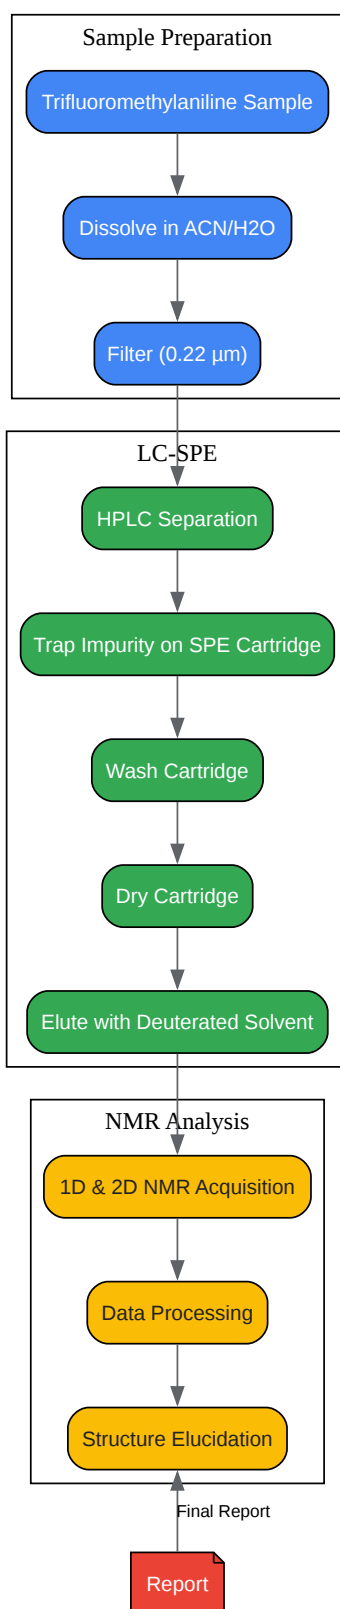 Sample Preparation
Trifluoromethylaniline Sample
Dissolve in ACN/H2O
Filter (0.22 µm)
LC-SPE
HPLC Separation
Trap Impurity on SPE Cartridge
Wash Cartridge
Dry Cartridge
Elute with Deuterated Solvent
NMR Analysis
1D & 2D NMR Acquisition
Data Processing
Structure Elucidation
Final Report
Report